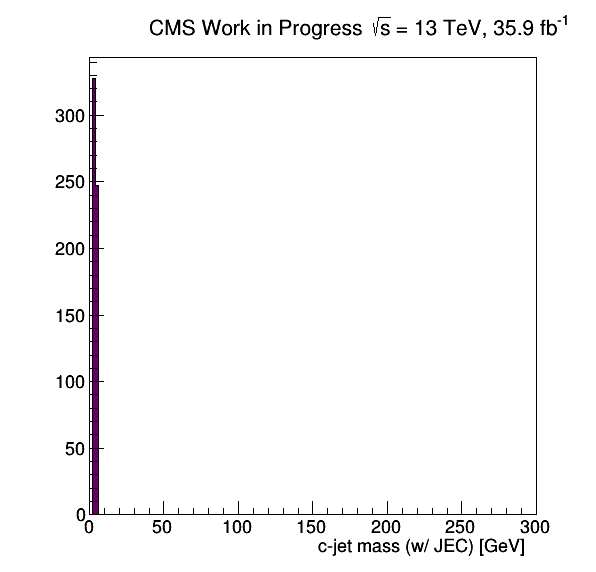 CMS Work in Progress √s = 13 TeV, 35.9 fb⁻¹
300
250
200
150
100
50
0
0 50 100 150 200 250 300
c-jet mass (w/ JEC) [GeV]